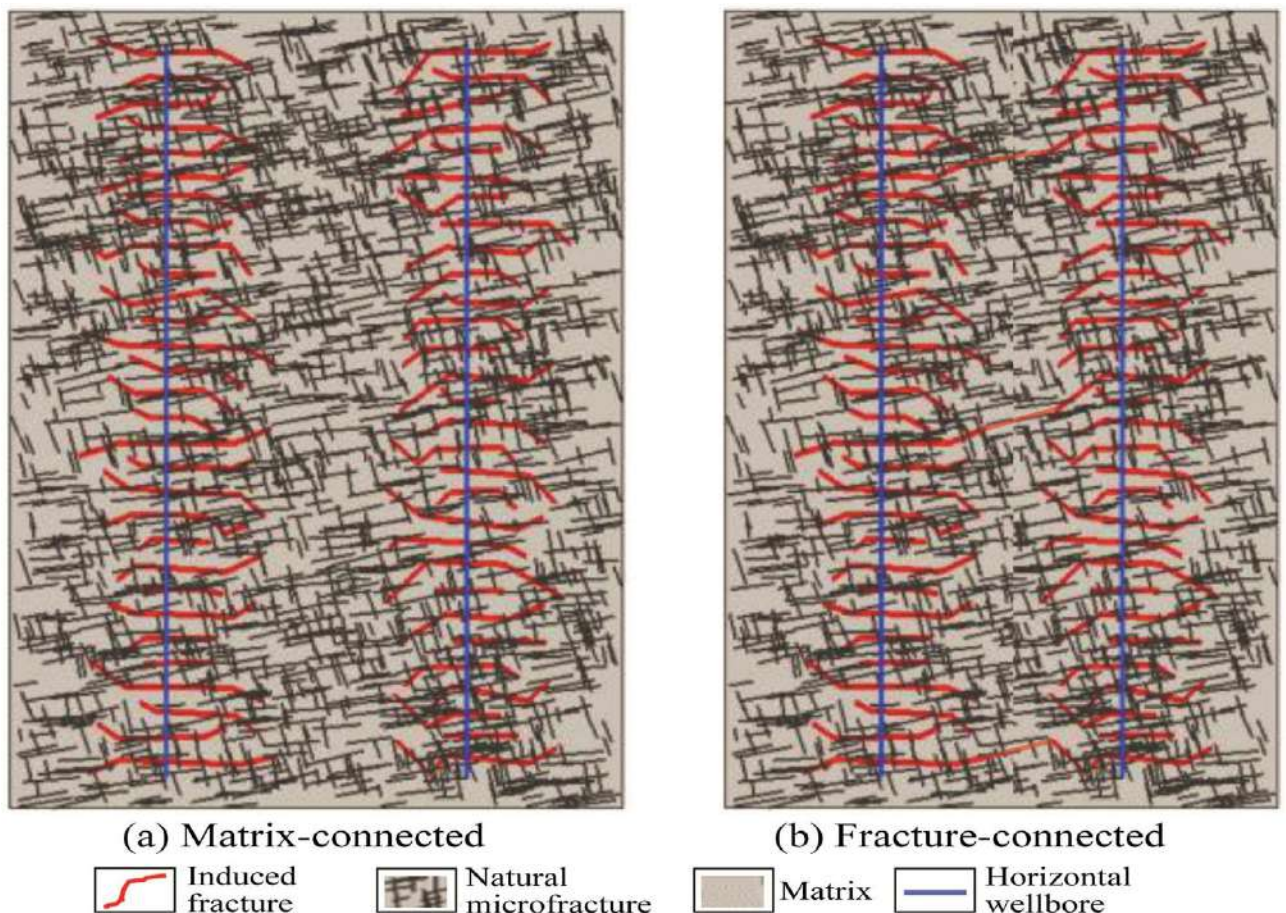 (a) Matrix-connected
(b) Fracture-connected
Induced
fracture
Natural
microfracture
Matrix
Horizontal
wellbore